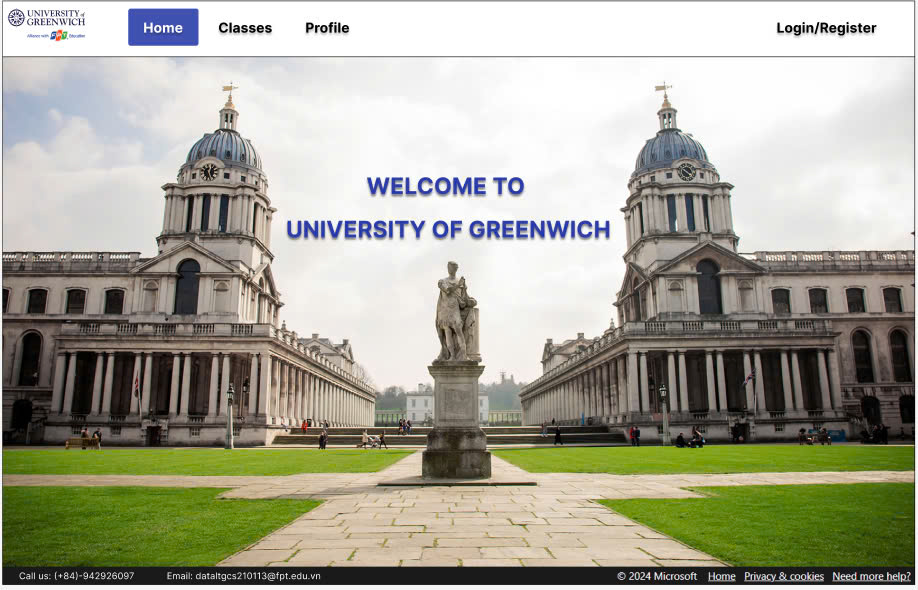 UNIVERSITY of
GREENWICH
Alliance with FPT Education
Home
Classes
Profile
Login/Register
WELCOME TO
UNIVERSITY OF GREENWICH
Call us: (+84)-942926097
Email: dataltgcs210113@fpt.edu.vn
© 2024 Microsoft
Home
Privacy & cookies
Need more help?